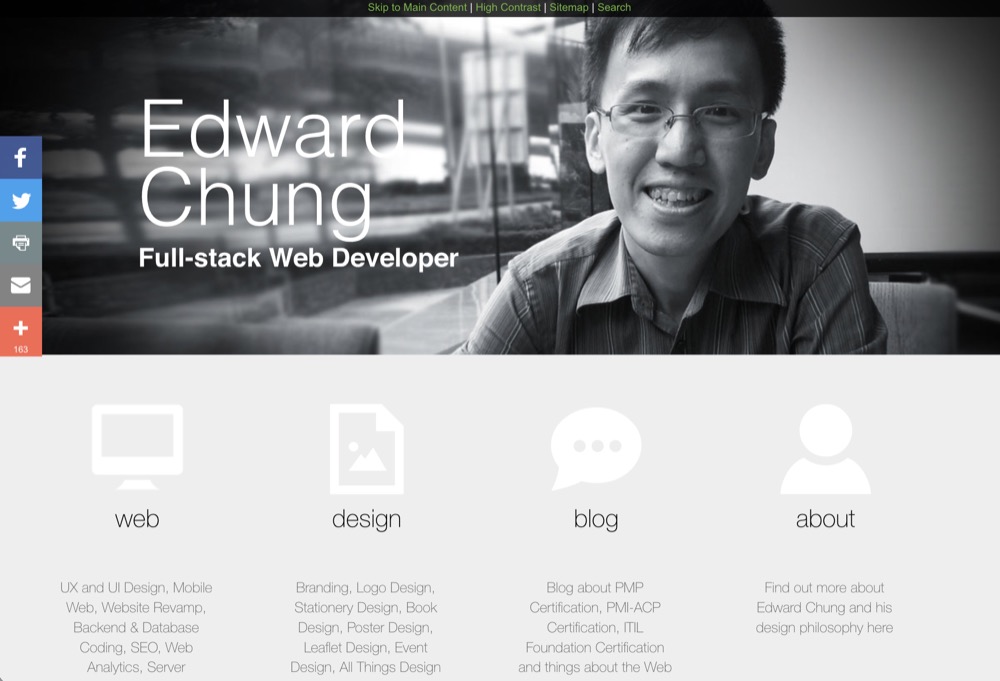 Skip to Main Content | High Contrast | Sitemap | Search
Edward
Chung
Full-stack Web Developer
163
web
design
blog
about
UX and UI Design, Mobile
Web, Website Revamp,
Backend & Database
Coding, SEO, Web
Analytics, Server
Branding, Logo Design,
Stationery Design, Book
Design, Poster Design,
Leaflet Design, Event
Design, All Things Design
Blog about PMP
Certification, PMI-ACP
Certification, ITIL
Foundation Certification
and things about the Web
Find out more about
Edward Chung and his
design philosophy here